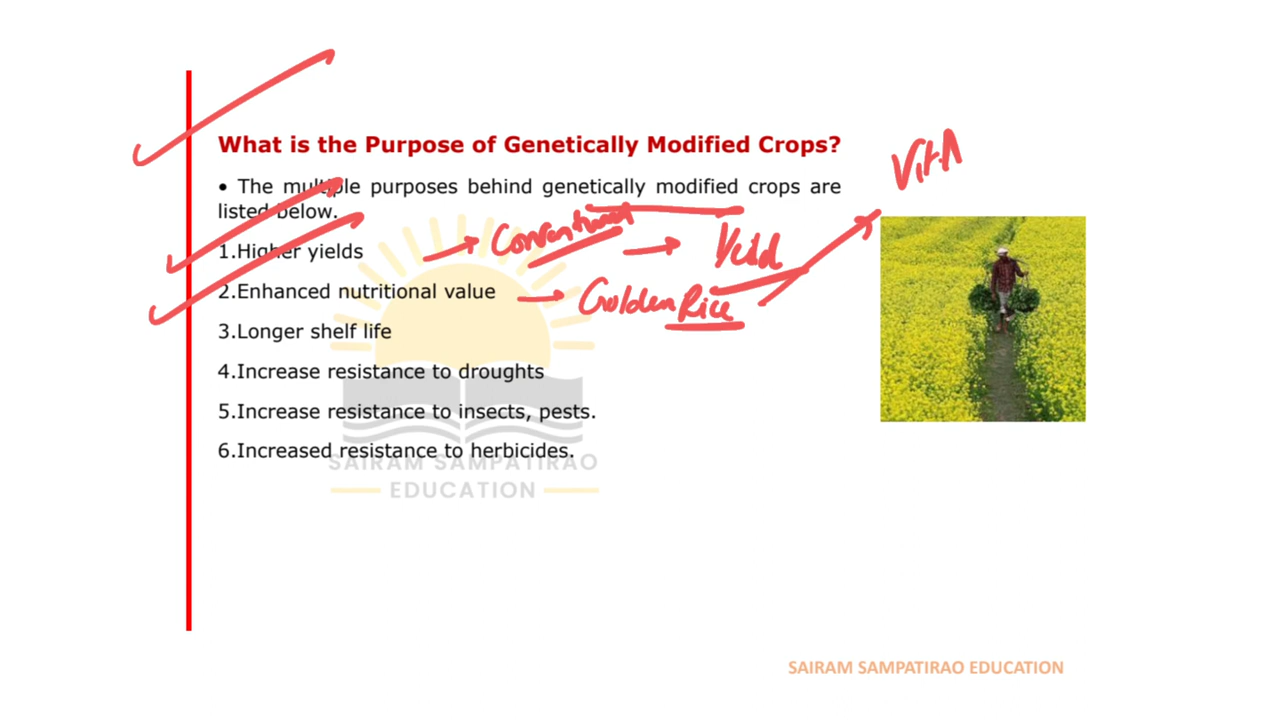 What is the Purpose of Genetically Modified Crops?
Vit A
• The multiple purposes behind genetically modified crops are
listed below.
1.Higher yields → Conventional → Yeild
2.Enhanced nutritional value → Golden Rice
3.Longer shelf life
4.Increase resistance to droughts
5.Increase resistance to insects, pests.
6.Increased resistance to herbicides.
SAIRAM SAMPATIRAO
EDUCATION
SAIRAM SAMPATIRAO EDUCATION